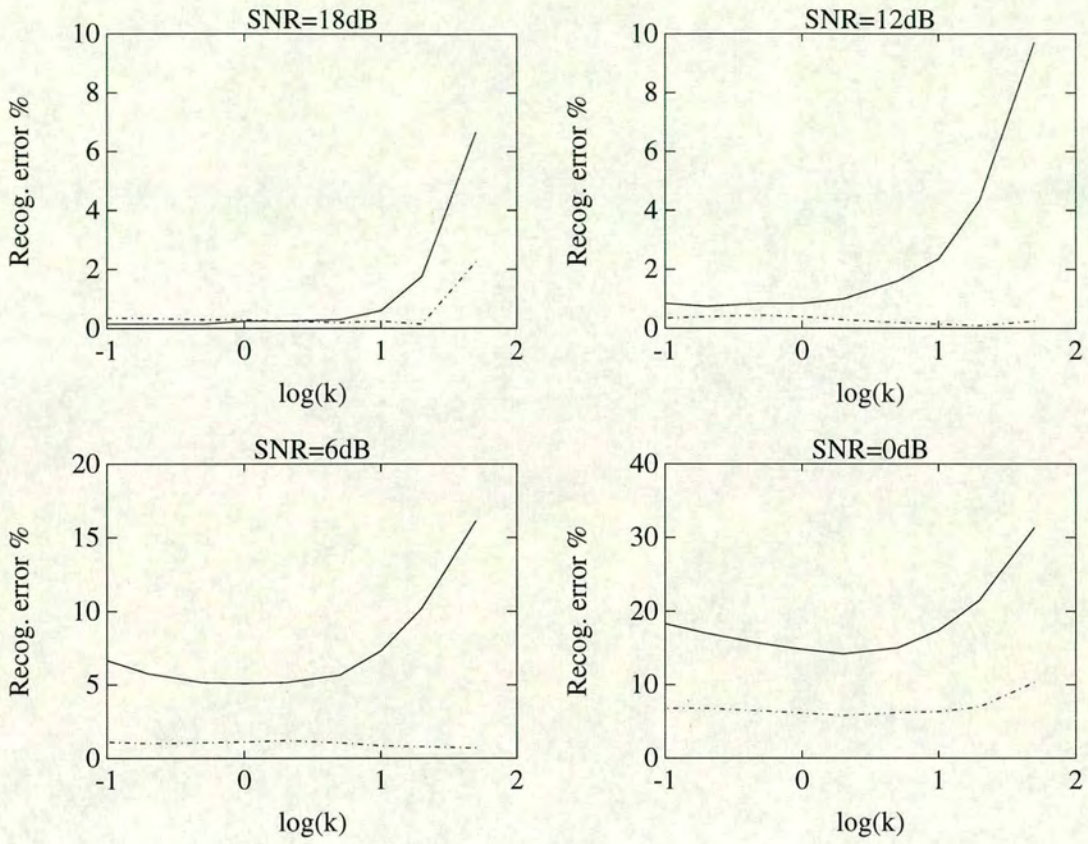 SNR=18dB
10
8
6
4
2
0
Recog. error %
-1 0 1 2
log(k)
SNR=12dB
10
8
6
4
2
0
Recog. error %
-1 0 1 2
log(k)
SNR=6dB
20
15
10
5
0
Recog. error %
-1 0 1 2
log(k)
SNR=0dB
40
30
20
10
0
Recog. error %
-1 0 1 2
log(k)